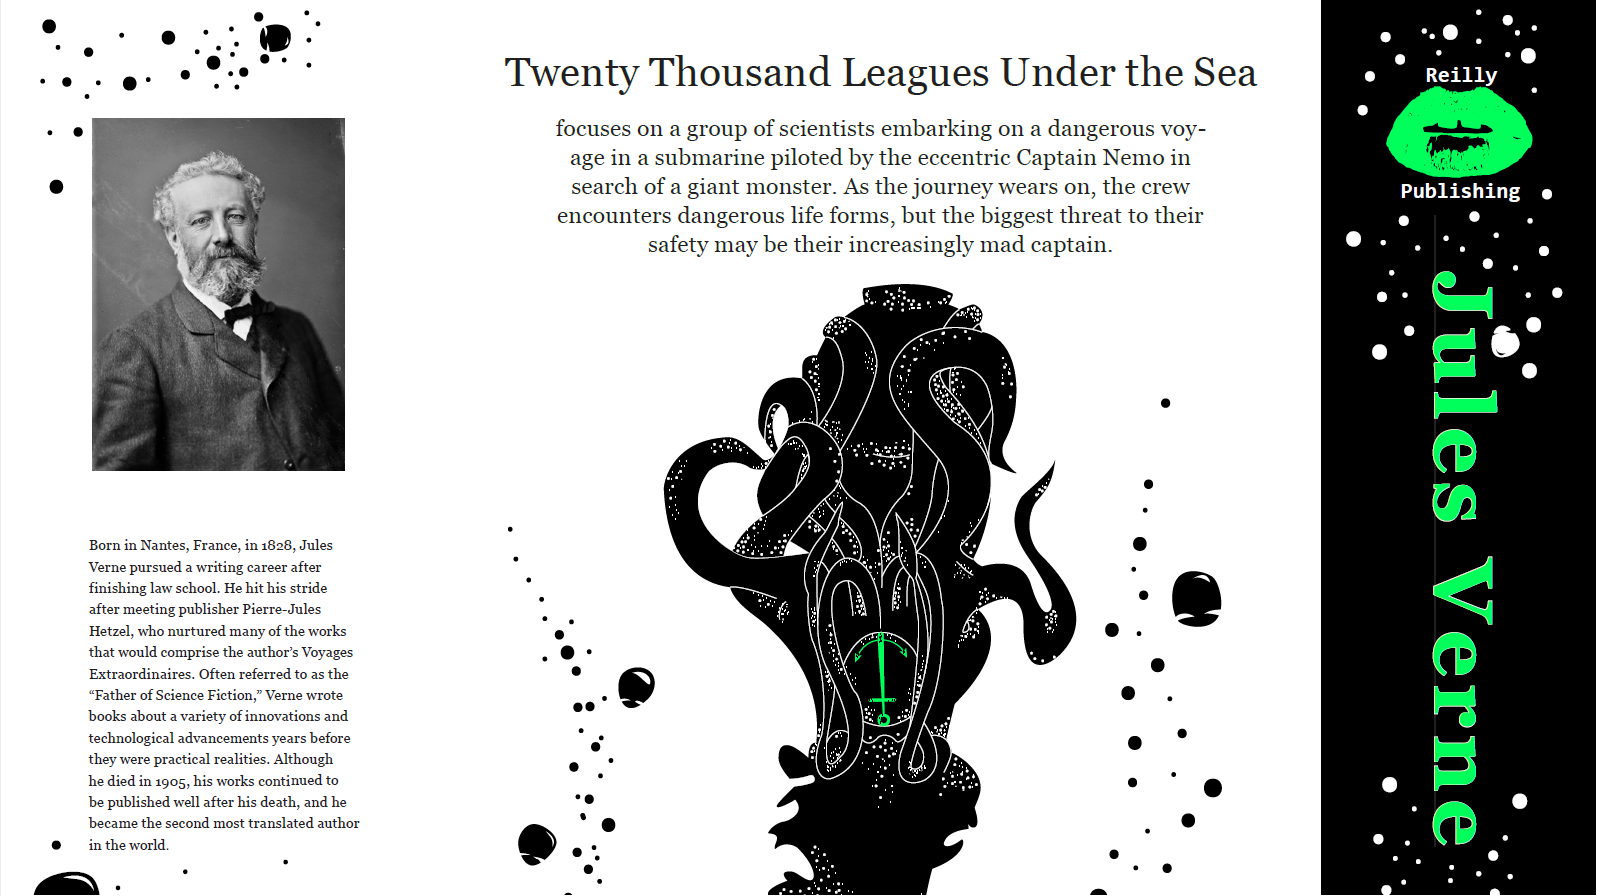 Twenty Thousand Leagues Under the Sea
focuses on a group of scientists embarking on a dangerous voy-
age in a submarine piloted by the eccentric Captain Nemo in
search of a giant monster. As the journey wears on, the crew
encounters dangerous life forms, but the biggest threat to their
safety may be their increasingly mad captain.
Born in Nantes, France, in 1828, Jules
Verne pursued a writing career after
finishing law school. He hit his stride
after meeting publisher Pierre-Jules
Hetzel, who nurtured many of the works
that would comprise the author’s Voyages
Extraordinaires. Often referred to as the
“Father of Science Fiction,” Verne wrote
books about a variety of innovations and
technological advancements years before
they were practical realities. Although
he died in 1905, his works continued to
be published well after his death, and he
became the second most translated author
in the world.
Reilly
Publishing
Jules Verne